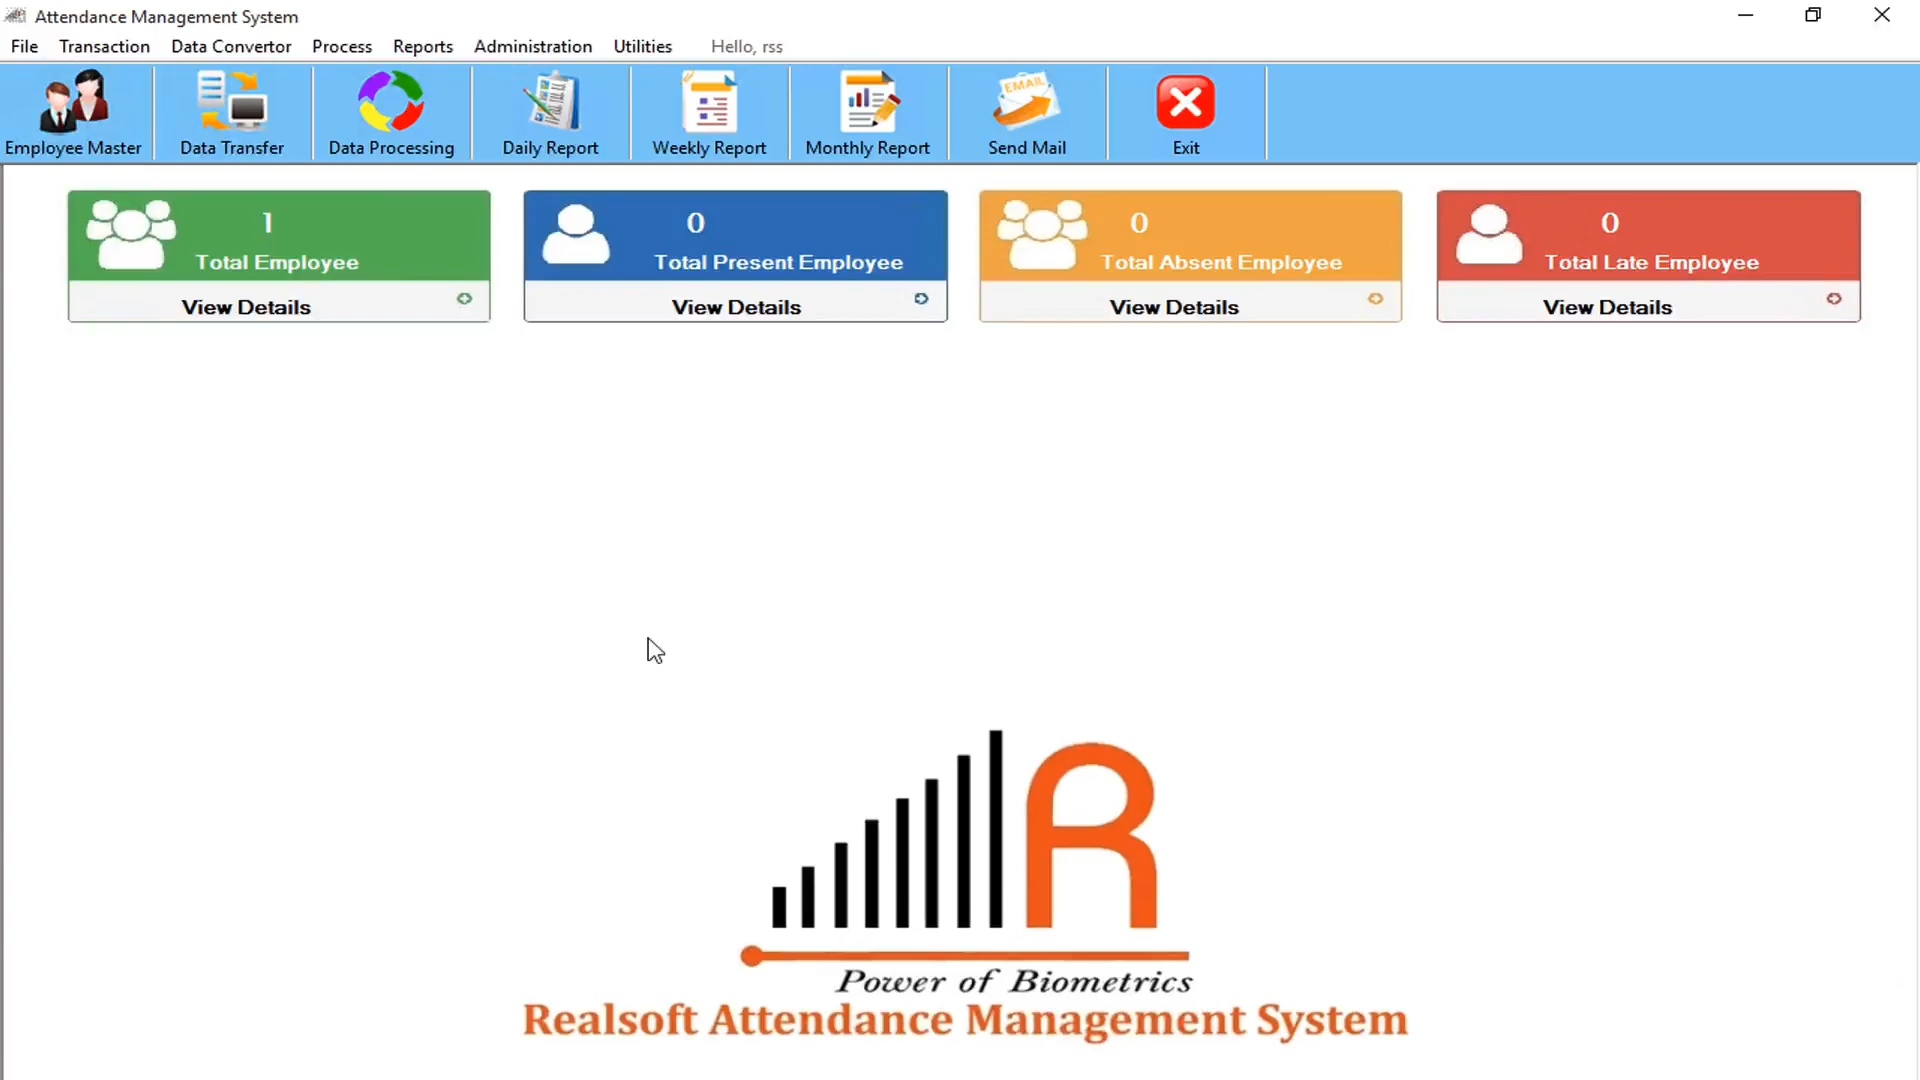 Attendance Management System
File Transaction Data Convertor Process Reports Administration Utilities Hello, rss
Employee Master Data Transfer Data Processing Daily Report Weekly Report Monthly Report EMAIL Send Mail Exit
1
Total Employee
View Details
0
Total Present Employee
View Details
0
Total Absent Employee
View Details
0
Total Late Employee
View Details
R
Power of Biometrics
Realsoft Attendance Management System